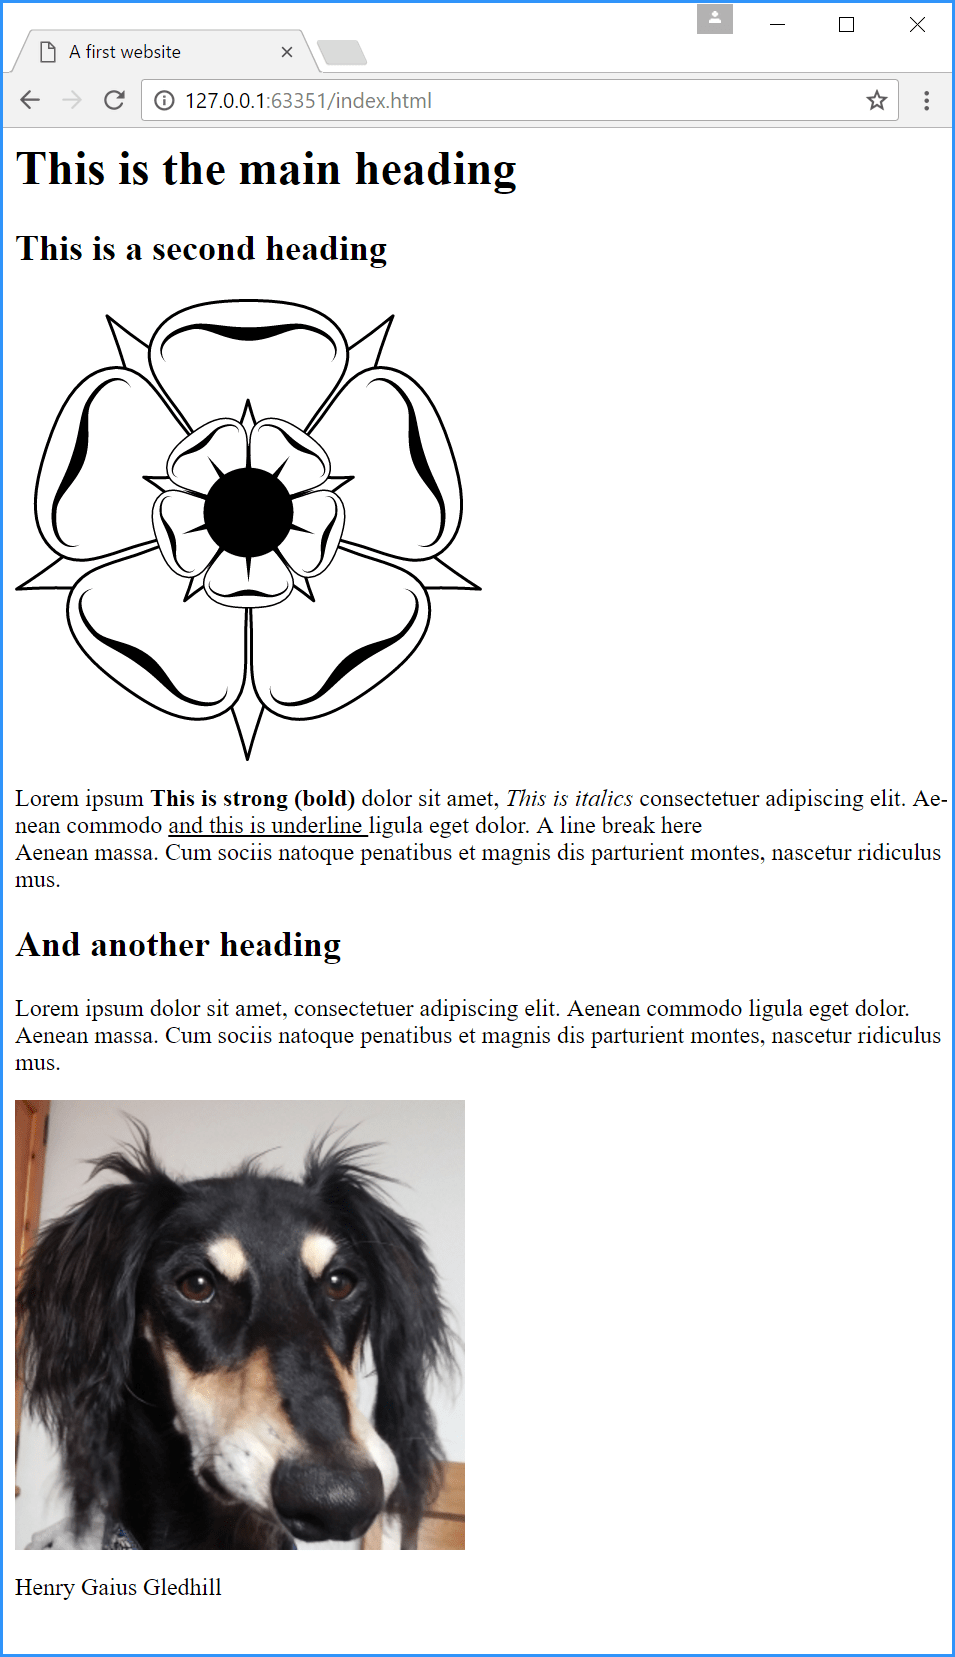 A first website
127.0.0.1:63351/index.html
This is the main heading
This is a second heading
Lorem ipsum This is strong (bold) dolor sit amet, This is italics consectetuer adipiscing elit. Ae-
nean commodo and this is underline ligula eget dolor. A line break here
Aenean massa. Cum sociis natoque penatibus et magnis dis parturient montes, nascetur ridiculus
mus.
And another heading
Lorem ipsum dolor sit amet, consectetuer adipiscing elit. Aenean commodo ligula eget dolor.
Aenean massa. Cum sociis natoque penatibus et magnis dis parturient montes, nascetur ridiculus
mus.
Henry Gaius Gledhill